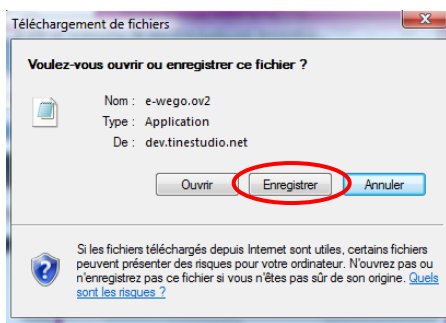 Téléchargement de fichiers
x
Voulez-vous ouvrir ou enregistrer ce fichier ?
Nom : e-wego.ov2
Type : Application
De : dev.tinestudio.net
Ouvrir Enregistrer Annuler
Si les fichiers téléchargés depuis Internet sont utiles, certains fichiers
peuvent présenter des risques pour votre ordinateur. N'ouvrez pas ou
n'enregistrez pas ce fichier si vous n'êtes pas sûr de son origine. Quels
sont les risques ?